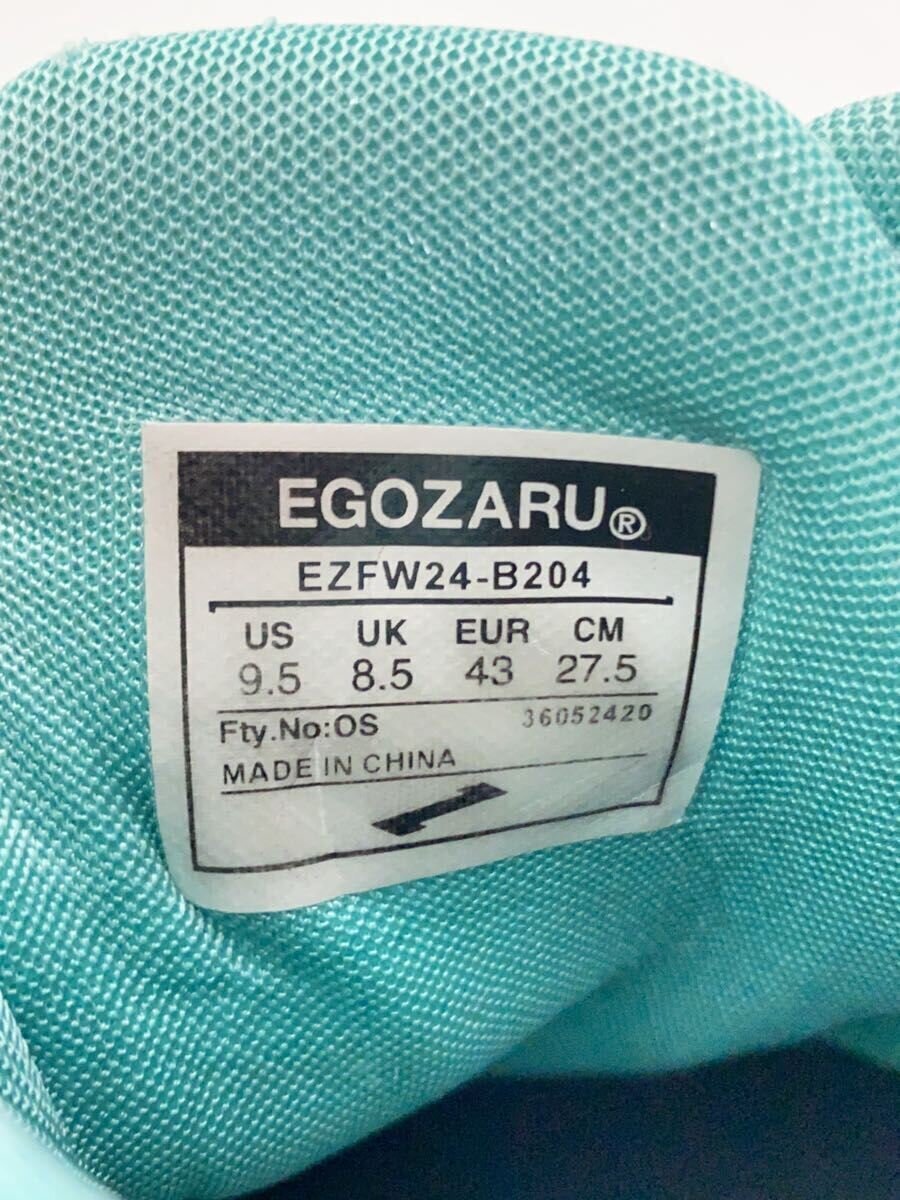 EGOZARU®
EZFW24-B204
US UK EUR CM
9.5 8.5 43 27.5
Fty.No:OS 36052420
MADE IN CHINA